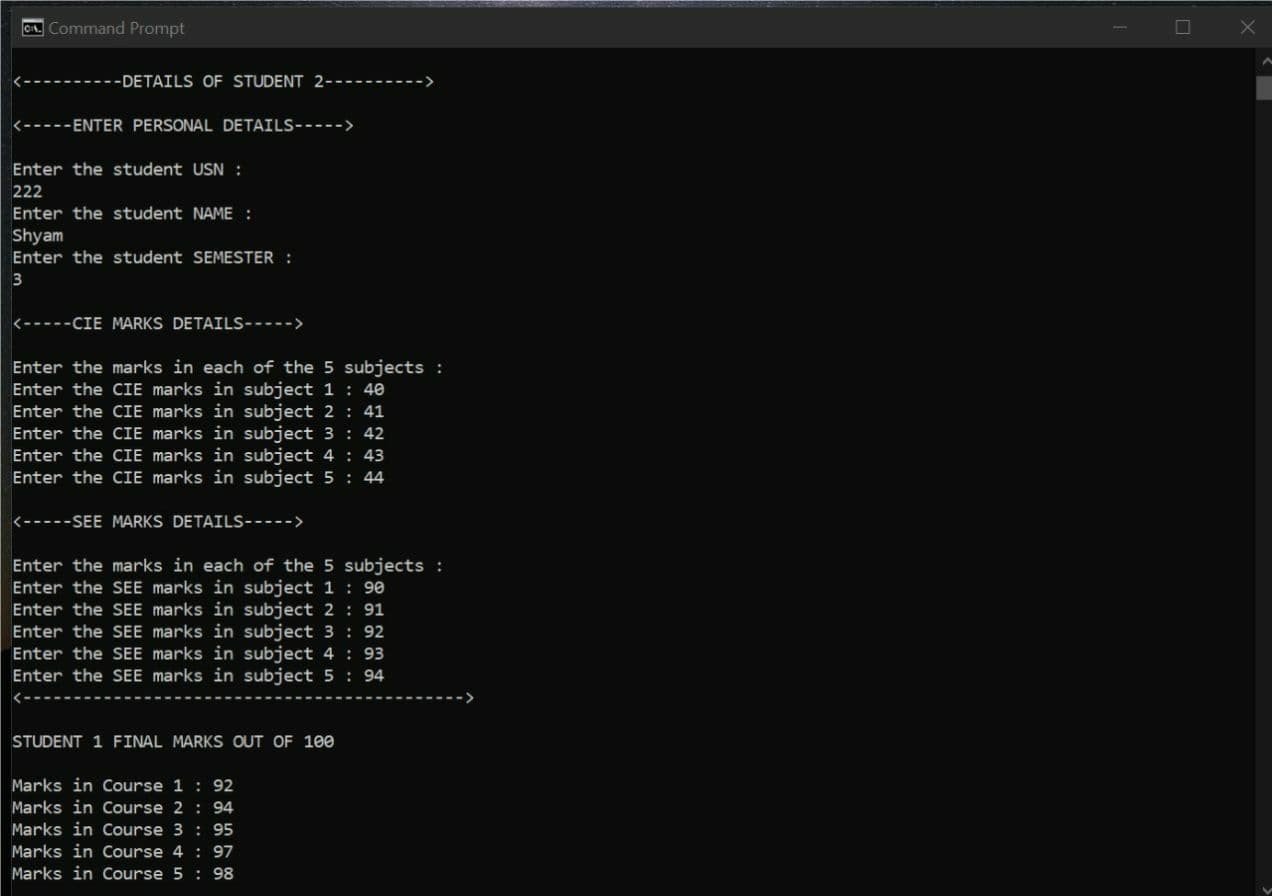 Command Prompt
<----------DETAILS OF STUDENT 2---------->
<-----ENTER PERSONAL DETAILS----->
Enter the student USN :
222
Enter the student NAME :
Shyam
Enter the student SEMESTER :
3
<-----CIE MARKS DETAILS----->
Enter the marks in each of the 5 subjects :
Enter the CIE marks in subject 1 : 40
Enter the CIE marks in subject 2 : 41
Enter the CIE marks in subject 3 : 42
Enter the CIE marks in subject 4 : 43
Enter the CIE marks in subject 5 : 44
<-----SEE MARKS DETAILS----->
Enter the marks in each of the 5 subjects :
Enter the SEE marks in subject 1 : 90
Enter the SEE marks in subject 2 : 91
Enter the SEE marks in subject 3 : 92
Enter the SEE marks in subject 4 : 93
Enter the SEE marks in subject 5 : 94
<-------------------------------------------->
STUDENT 1 FINAL MARKS OUT OF 100
Marks in Course 1 : 92
Marks in Course 2 : 94
Marks in Course 3 : 95
Marks in Course 4 : 97
Marks in Course 5 : 98